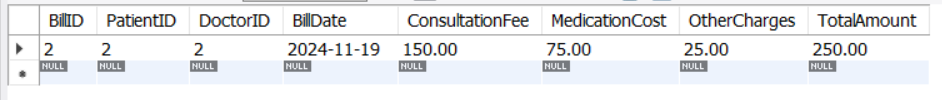 BillID PatientID DoctorID BillDate ConsultationFee MedicationCost OtherCharges TotalAmount
2 2 2 2024-11-19 150.00 75.00 25.00 250.00
NULL NULL NULL NULL NULL NULL NULL NULL